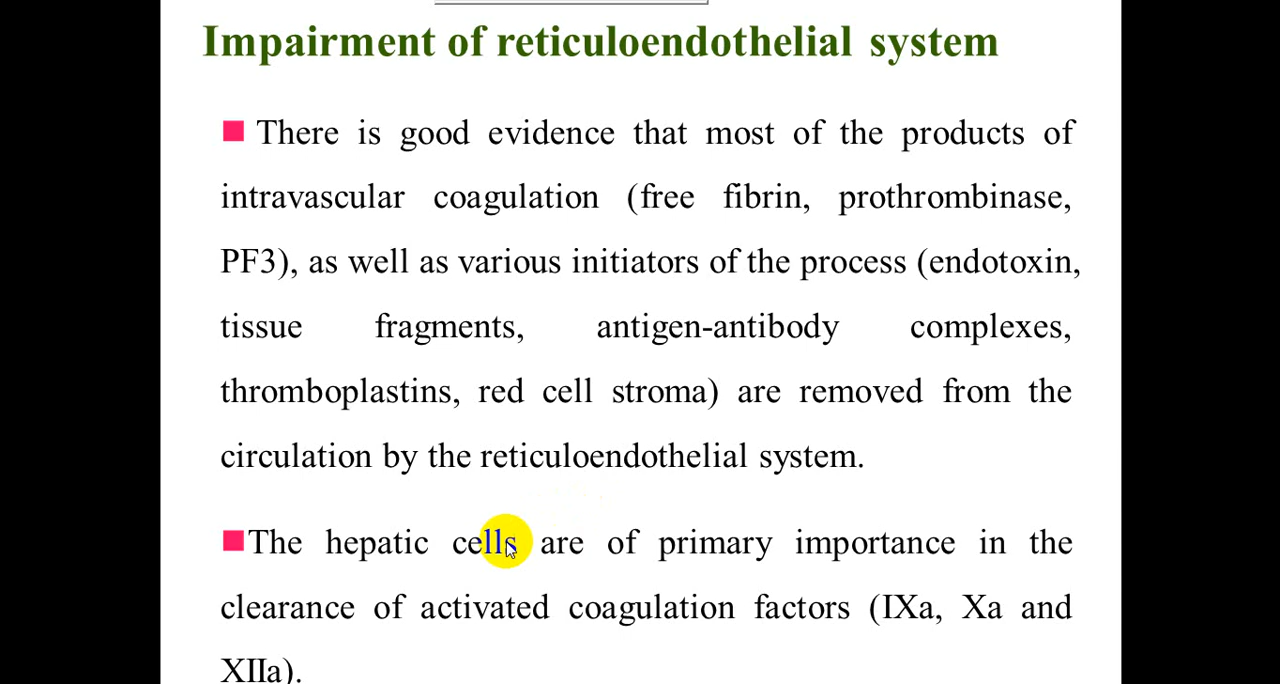 Impairment of reticuloendothelial system
There is good evidence that most of the products of
intravascular coagulation (free fibrin, prothrombinase,
PF3), as well as various initiators of the process (endotoxin,
tissue fragments, antigen-antibody complexes,
thromboplastins, red cell stroma) are removed from the
circulation by the reticuloendothelial system.
The hepatic cells are of primary importance in the
clearance of activated coagulation factors (IXa, Xa and
XIIa).